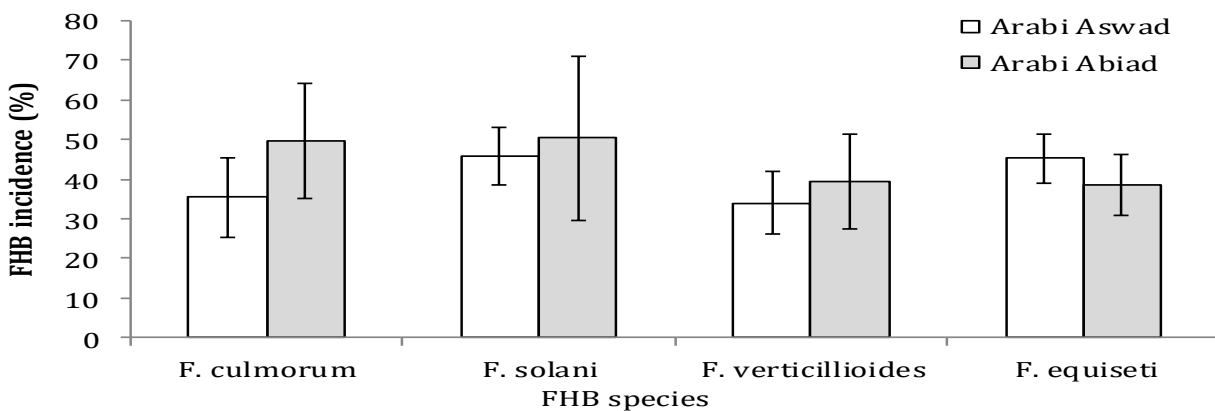 80
70
60
50
40
30
20
10
0
FHB incidence (%)
Arabi Aswad
Arabi Abiad
F. culmorum F. solani F. verticillioides F. equiseti
FHB species